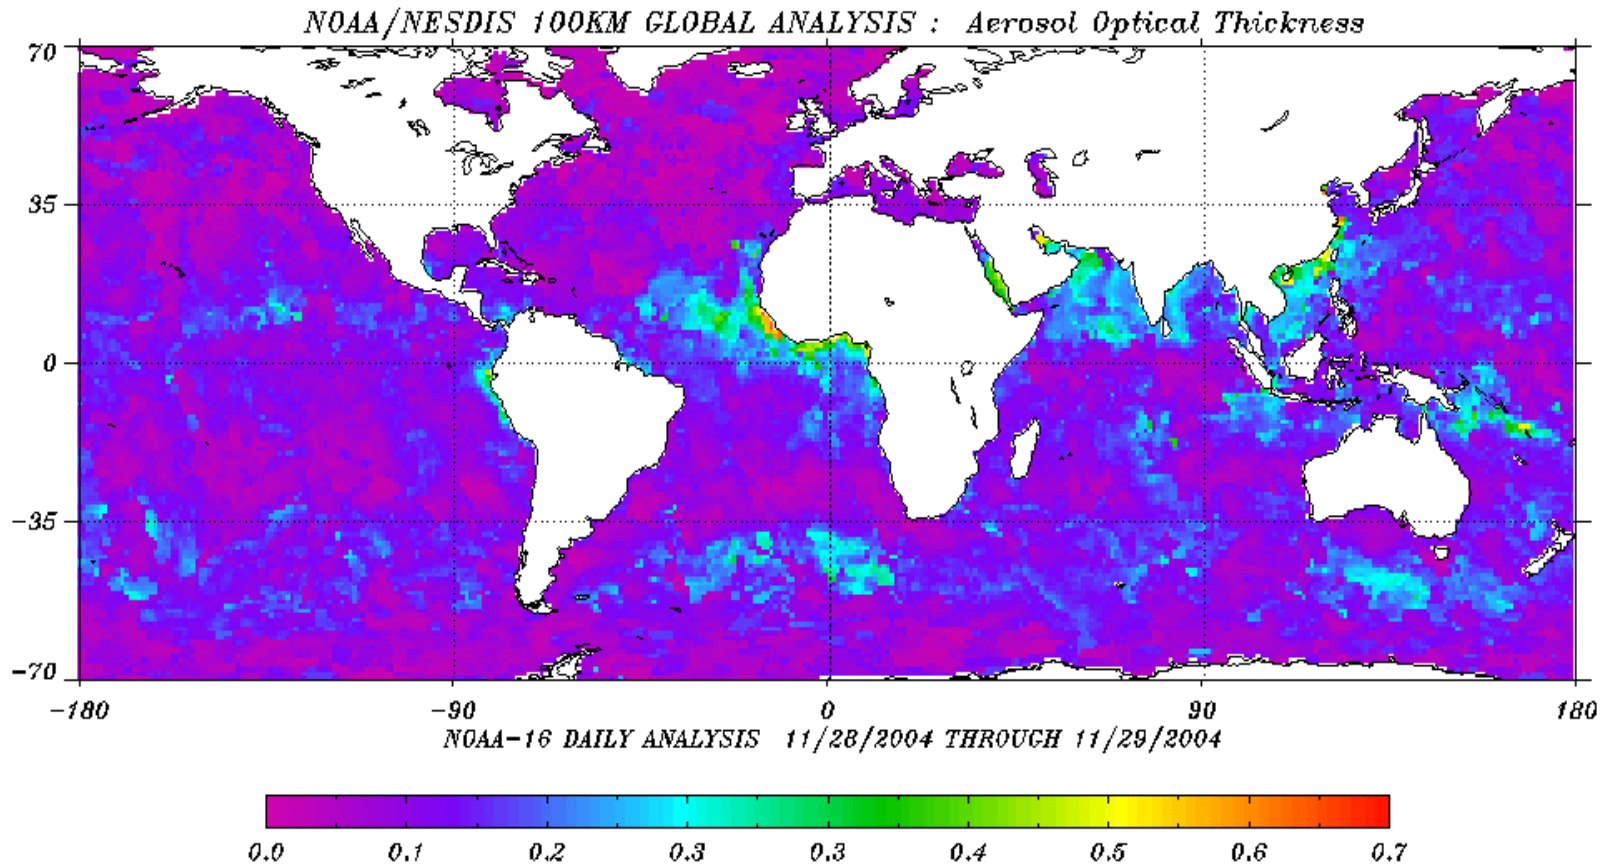 NOAA/NESDIS 100KM GLOBAL ANALYSIS : Aerosol Optical Thickness
70
35
0
-35
-70
-180 -90 0 90 180
NOAA-16 DAILY ANALYSIS 11/28/2004 THROUGH 11/29/2004
0.0 0.1 0.2 0.3 0.3 0.4 0.5 0.6 0.7